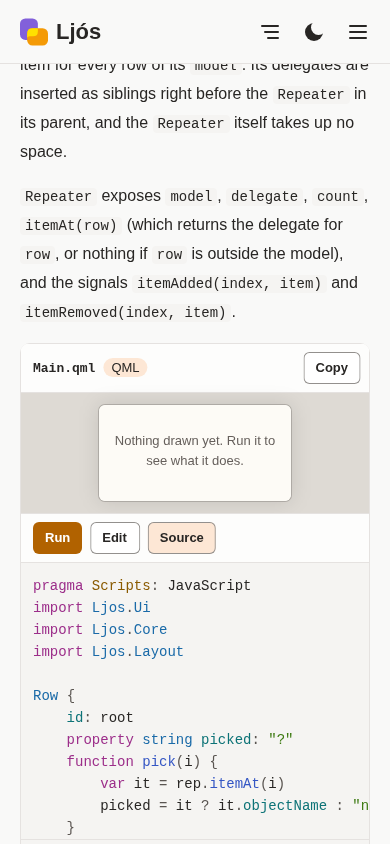 Ljós
item for every row of its model. Its delegates are
inserted as siblings right before the Repeater in
its parent, and the Repeater itself takes up no
space.
Repeater exposes model, delegate, count,
itemAt(row) (which returns the delegate for
row, or nothing if row is outside the model),
and the signals itemAdded(index, item) and
itemRemoved(index, item).
Main.qml QML Copy
Nothing drawn yet. Run it to
see what it does.
Run Edit Source
pragma Scripts: JavaScript
import Ljos.Ui
import Ljos.Core
import Ljos.Layout
Row {
    id: root
    property string picked: "?"
    function pick(i) {
        var it = rep.itemAt(i)
        picked = it ? it.objectName : "n
    }